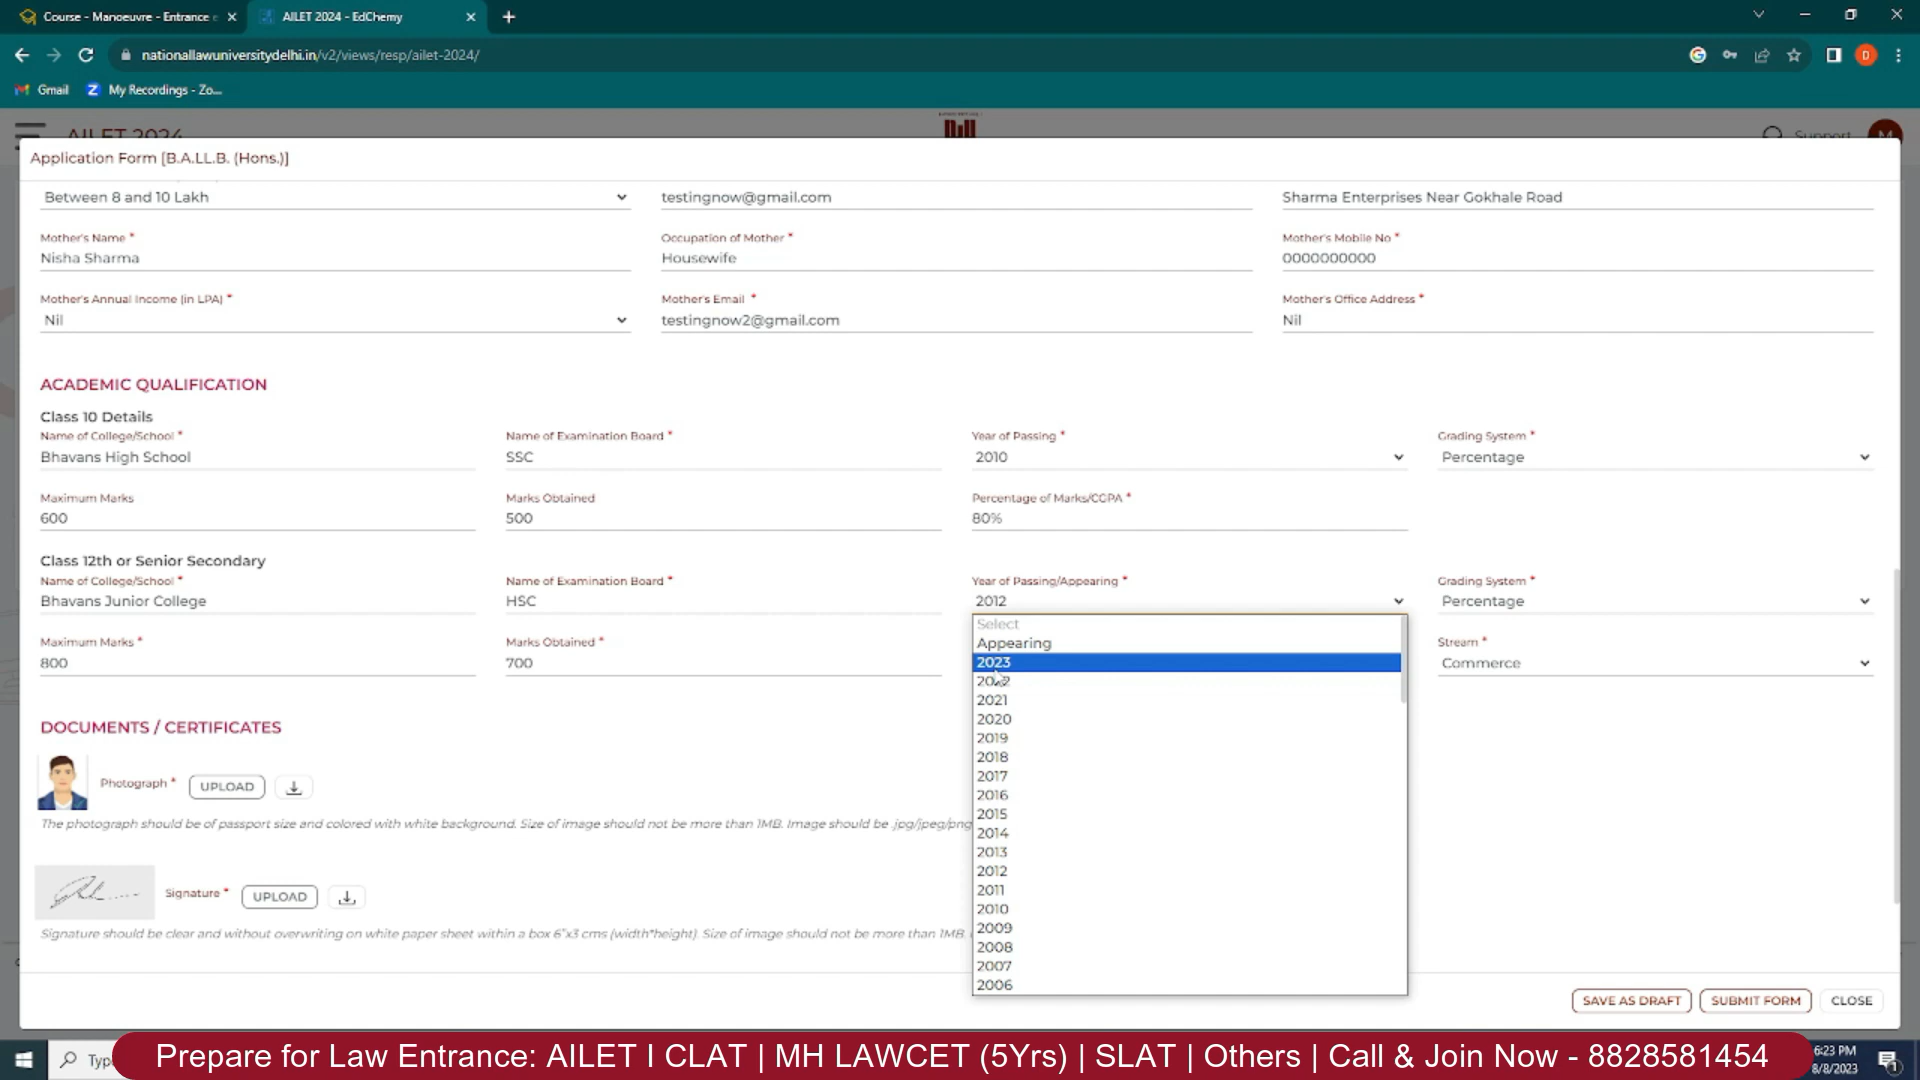 Course - Manoeuvre - Entrance e
AILET 2024 - EdChemy
nationallawuniversitydelhi.in/v2/views/resp/ailet-2024/
D
Gmail
My Recordings - Zo...
AILET 2024
Support
M
Application Form [B.A.LL.B. (Hons.)]
Between 8 and 10 Lakh
testingnow@gmail.com
Sharma Enterprises Near Gokhale Road
Mother's Name *
Occupation of Mother *
Mother's Mobile No *
Nisha Sharma
Housewife
0000000000
Mother's Annual Income (in LPA) *
Mother's Email *
Mother's Office Address *
Nil
testingnow2@gmail.com
Nil
ACADEMIC QUALIFICATION
Class 10 Details
Name of College/School *
Name of Examination Board *
Year of Passing *
Grading System *
Bhavans High School
SSC
2010
Percentage
Maximum Marks
Marks Obtained
Percentage of Marks/CGPA *
600
500
80%
Class 12th or Senior Secondary
Name of College/School *
Name of Examination Board *
Year of Passing/Appearing *
Grading System *
Bhavans Junior College
HSC
2012
Percentage
Maximum Marks *
Marks Obtained *
Stream *
800
700
Commerce
Select
Appearing
2023
2022
2021
2020
2019
2018
2017
2016
2015
2014
2013
2012
2011
2010
2009
2008
2007
2006
DOCUMENTS / CERTIFICATES
Photograph *
UPLOAD
The photograph should be of passport size and colored with white background. Size of image should not be more than 1MB. Image should be .jpg/jpeg/png
Signature *
UPLOAD
Signature should be clear and without overwriting on white paper sheet within a box 6"x3 cms (width*height). Size of image should not be more than 1MB.
SAVE AS DRAFT
SUBMIT FORM
CLOSE
Type
Prepare for Law Entrance: AILET I CLAT | MH LAWCET (5Yrs) | SLAT | Others | Call & Join Now - 8828581454
6:23 PM
8/8/2023
1